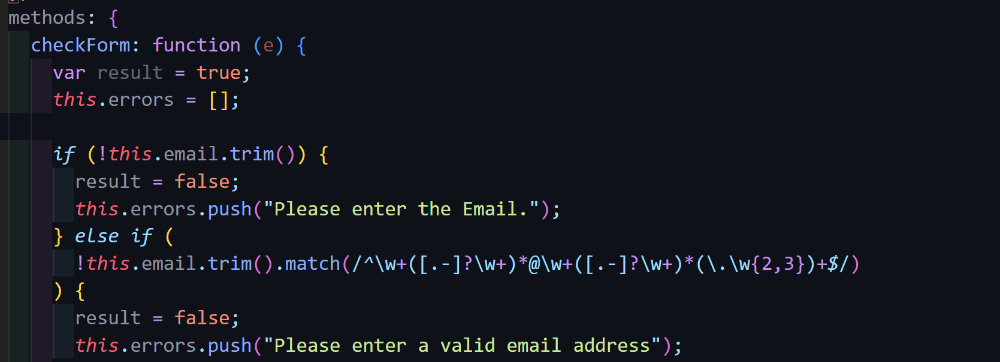 methods: {
checkForm: function (e) {
var result = true;
this.errors = [];
if (!this.email.trim()) {
result = false;
this.errors.push("Please enter the Email.");
} else if (
!this.email.trim().match(/^\w+([.-]?\w+)*@\w+([.-]?\w+)*(\.\w{2,3})+$/)
) {
result = false;
this.errors.push("Please enter a valid email address");